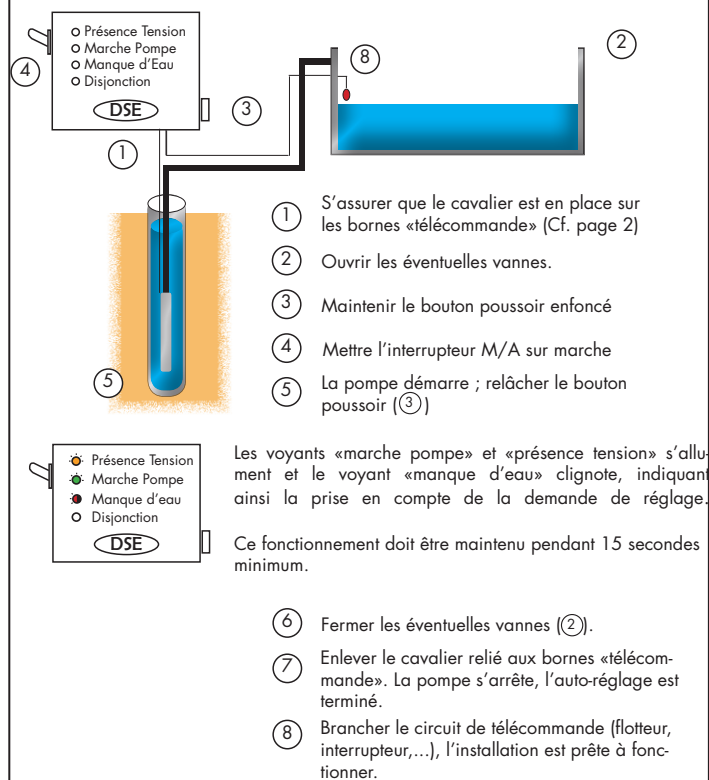 Présence Tension
Marche Pompe
Manque d'Eau
Disjonction
DSE
4
3
1
8
2
5
1 S'assurer que le cavalier est en place sur
les bornes «télécommande» (Cf. page 2)
2 Ouvrir les éventuelles vannes.
3 Maintenir le bouton poussoir enfoncé
4 Mettre l'interrupteur M/A sur marche
5 La pompe démarre ; relâcher le bouton
poussoir (3)
Présence Tension
Marche Pompe
Manque d'eau
Disjonction
DSE
Les voyants «marche pompe» et «présence tension» s'allu-
ment et le voyant «manque d'eau» clignote, indiquant
ainsi la prise en compte de la demande de réglage.
Ce fonctionnement doit être maintenu pendant 15 secondes
minimum.
6 Fermer les éventuelles vannes (2).
7 Enlever le cavalier relié aux bornes «télécom-
mande». La pompe s'arrête, l'auto-réglage est
terminé.
8 Brancher le circuit de télécommande (flotteur,
interrupteur,...), l'installation est prête à fonc-
tionner.